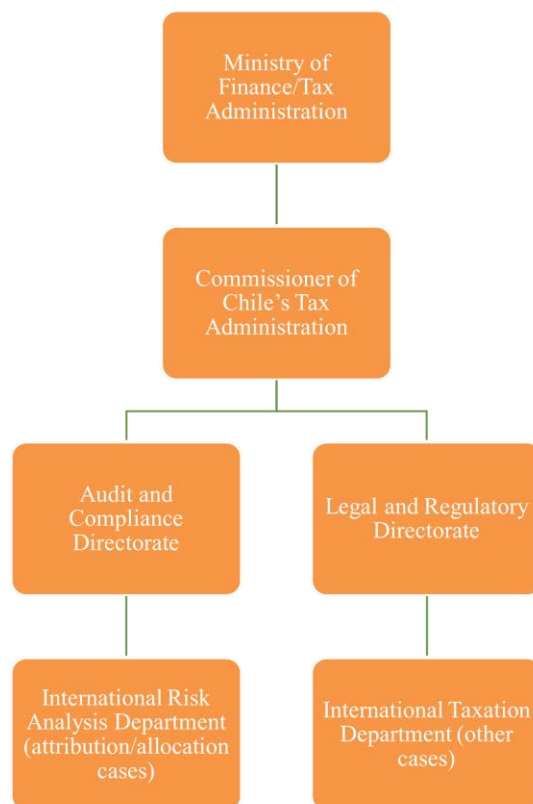 Ministry of
Finance/Tax
Administration
Commissioner of
Chile's Tax
Administration
Audit and
Compliance
Directorate
Legal and Regulatory
Directorate
International Risk
Analysis Department
(attribution/allocation
cases)
International Taxation
Department (other
cases)